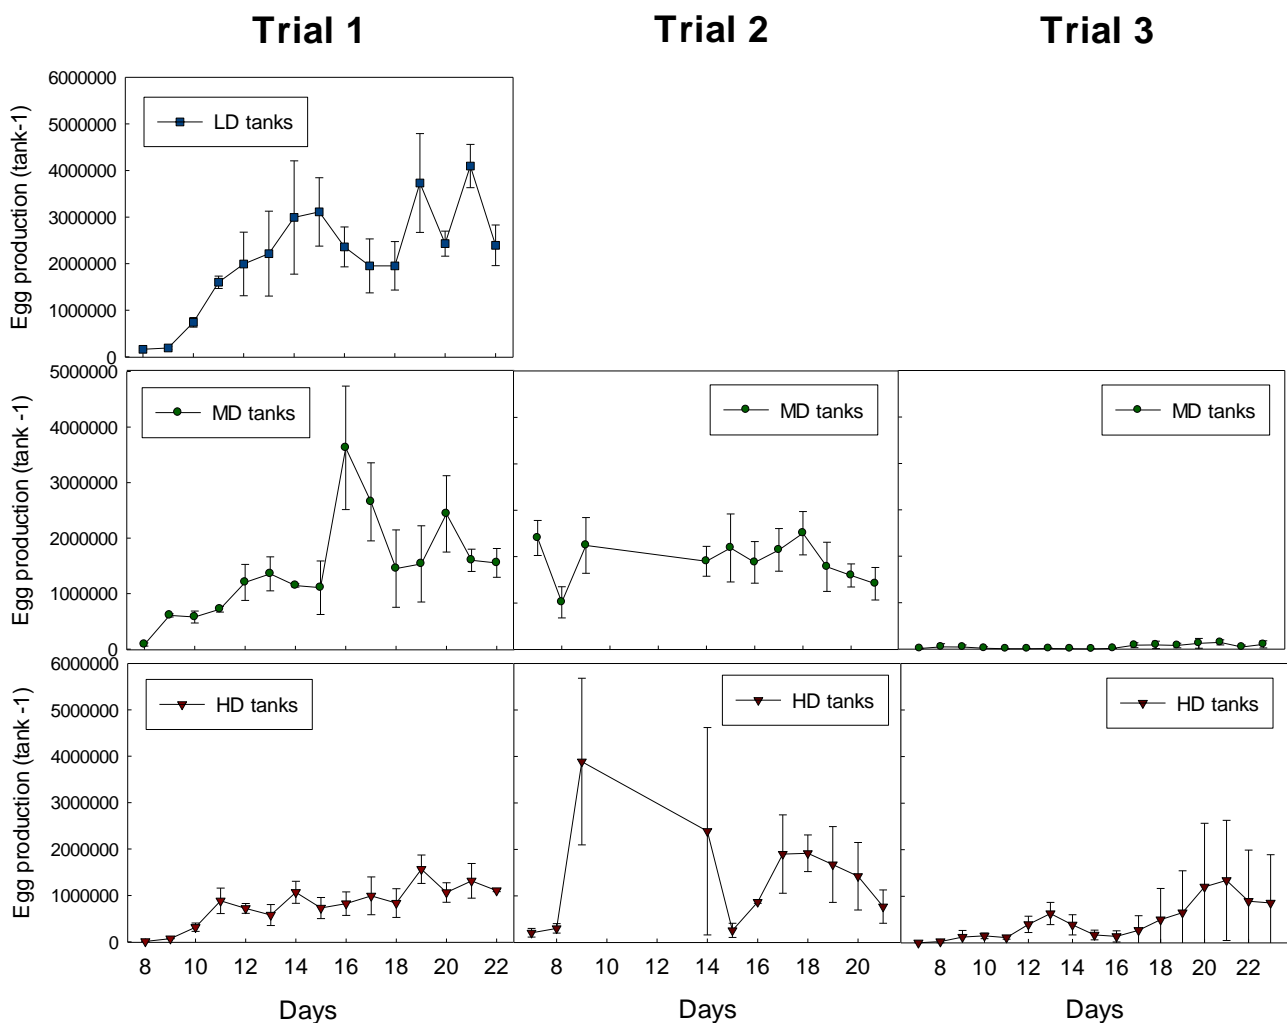 Trial 1 Trial 2 Trial 3
Egg production (tank-1)
6000000
5000000
4000000
3000000
2000000
1000000
0
LD tanks
Egg production (tank -1)
5000000
4000000
3000000
2000000
1000000
0
MD tanks
MD tanks
MD tanks
Egg production (tank -1)
6000000
5000000
4000000
3000000
2000000
1000000
0
HD tanks
HD tanks
HD tanks
8 10 12 14 16 18 20 22
8 10 12 14 16 18 20
8 10 12 14 16 18 20 22
Days Days Days